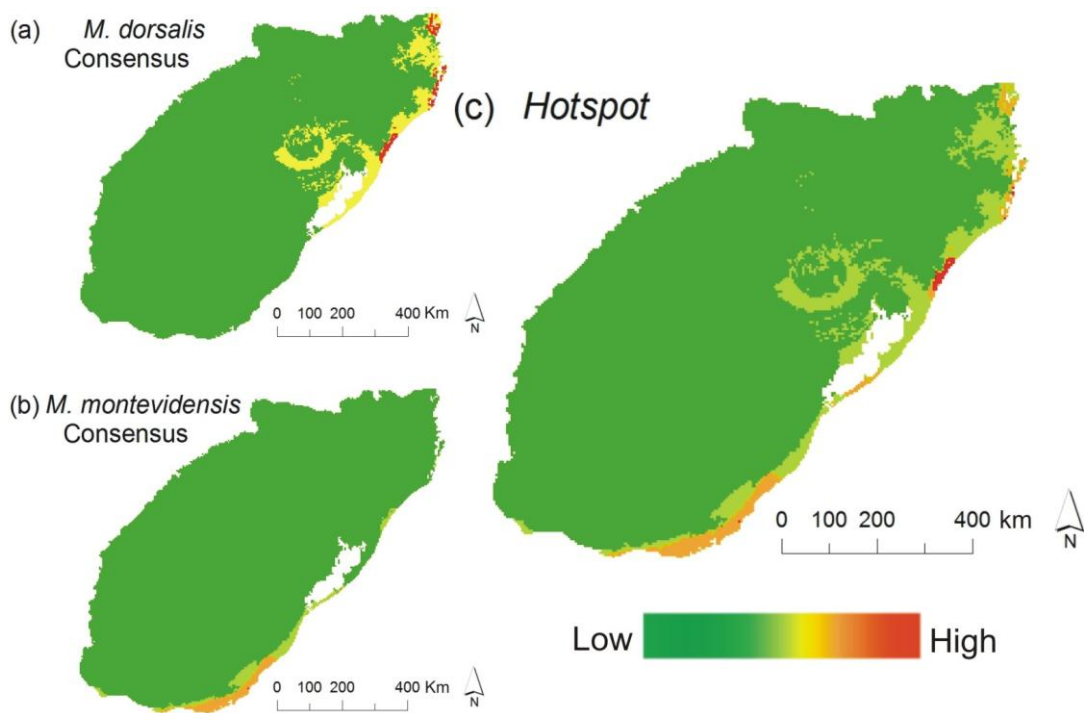 (a) M. dorsalis
Consensus
0 100 200 400 Km
N
(b) M. montevidensis
Consensus
0 100 200 400 Km
N
(c) Hotspot
0 100 200 400 km
N
Low High